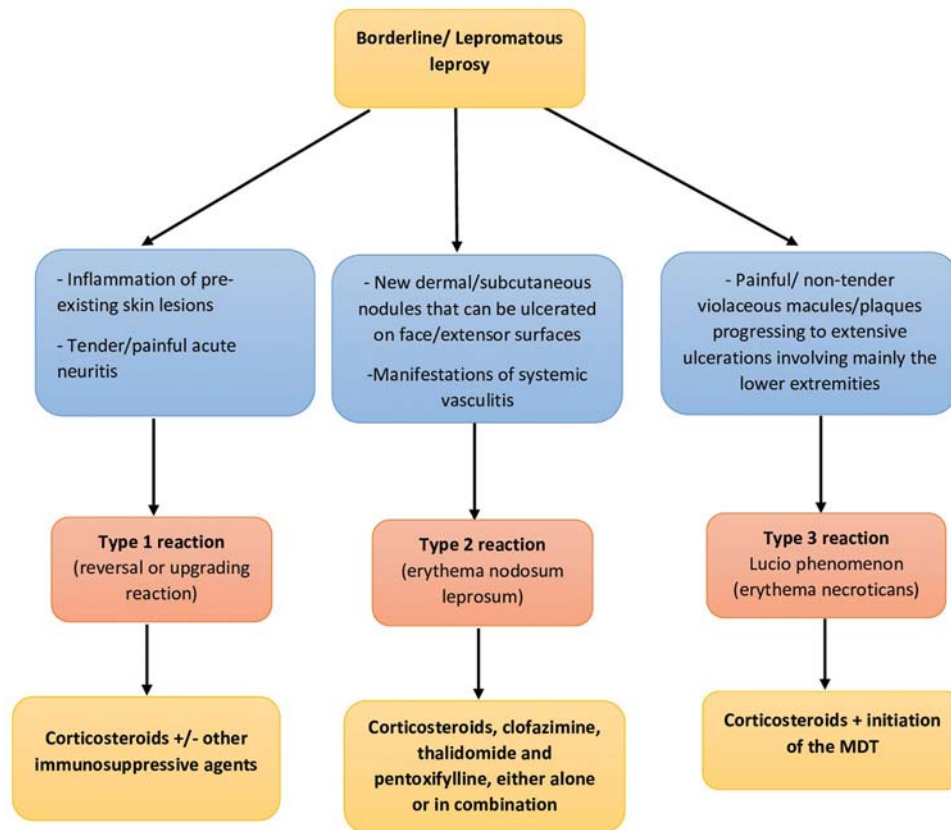 Borderline/ Lepromatous
leprosy
- Inflammation of pre-
existing skin lesions
- Tender/painful acute
neuritis
- New dermal/subcutaneous
nodules that can be ulcerated
on face/extensor surfaces
-Manifestations of systemic
vasculitis
- Painful/ non-tender
violaceous macules/plaques
progressing to extensive
ulcerations involving mainly the
lower extremities
Type 1 reaction
(reversal or upgrading
reaction)
Type 2 reaction
(erythema nodosum
leprosum)
Type 3 reaction
Lucio phenomenon
(erythema necroticans)
Corticosteroids +/- other
immunosuppressive agents
Corticosteroids, clofazimine,
thalidomide and
pentoxifylline, either alone
or in combination
Corticosteroids + initiation
of the MDT